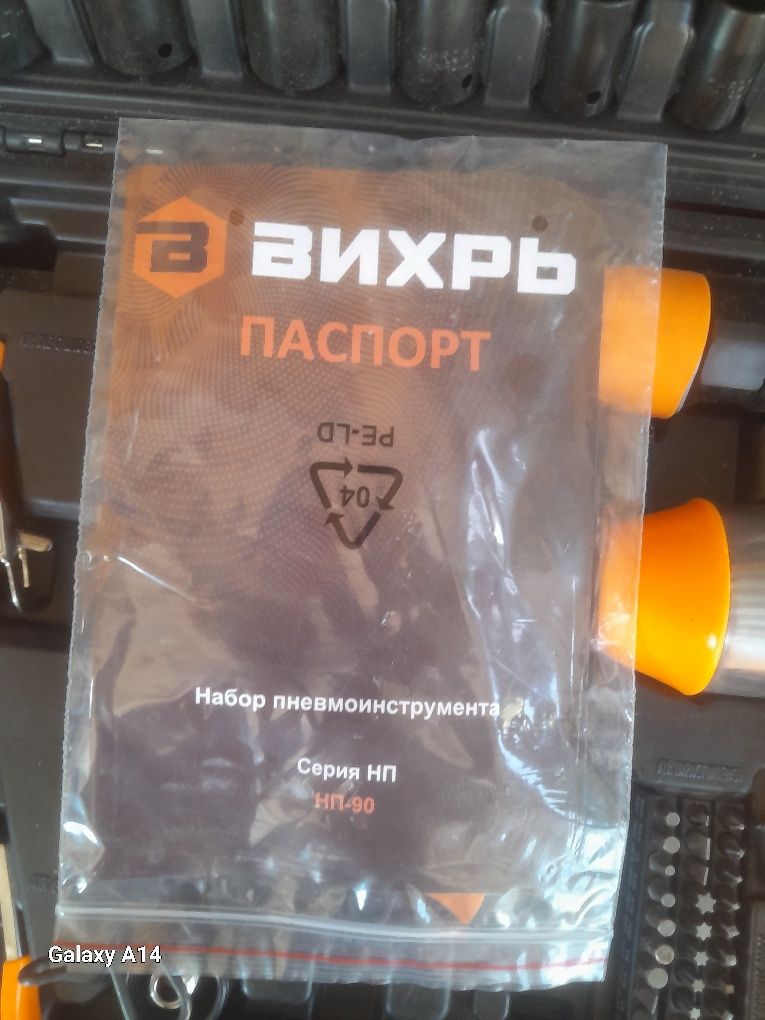 ВИХРЬ
ПАСПОРТ
PE-LD
04
Набор пневмоинструмента
Серия НП
НП-90
Galaxy A14